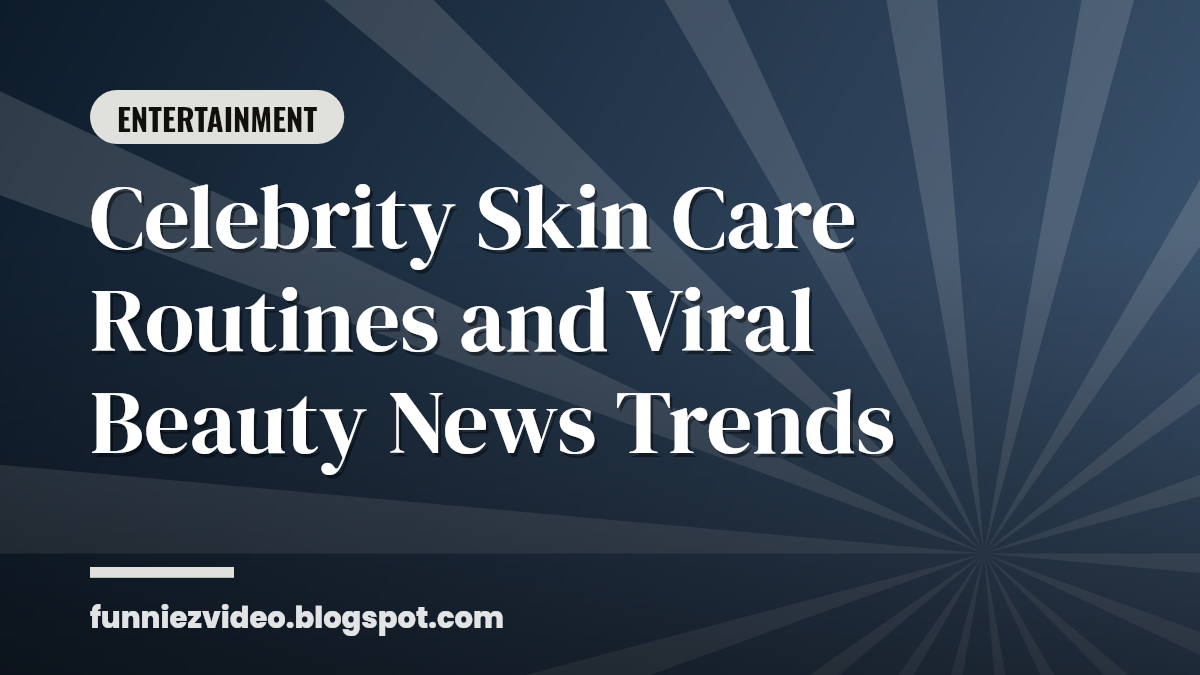 ENTERTAINMENT
Celebrity Skin Care
Routines and Viral
Beauty News Trends
funniezvideo.blogspot.com